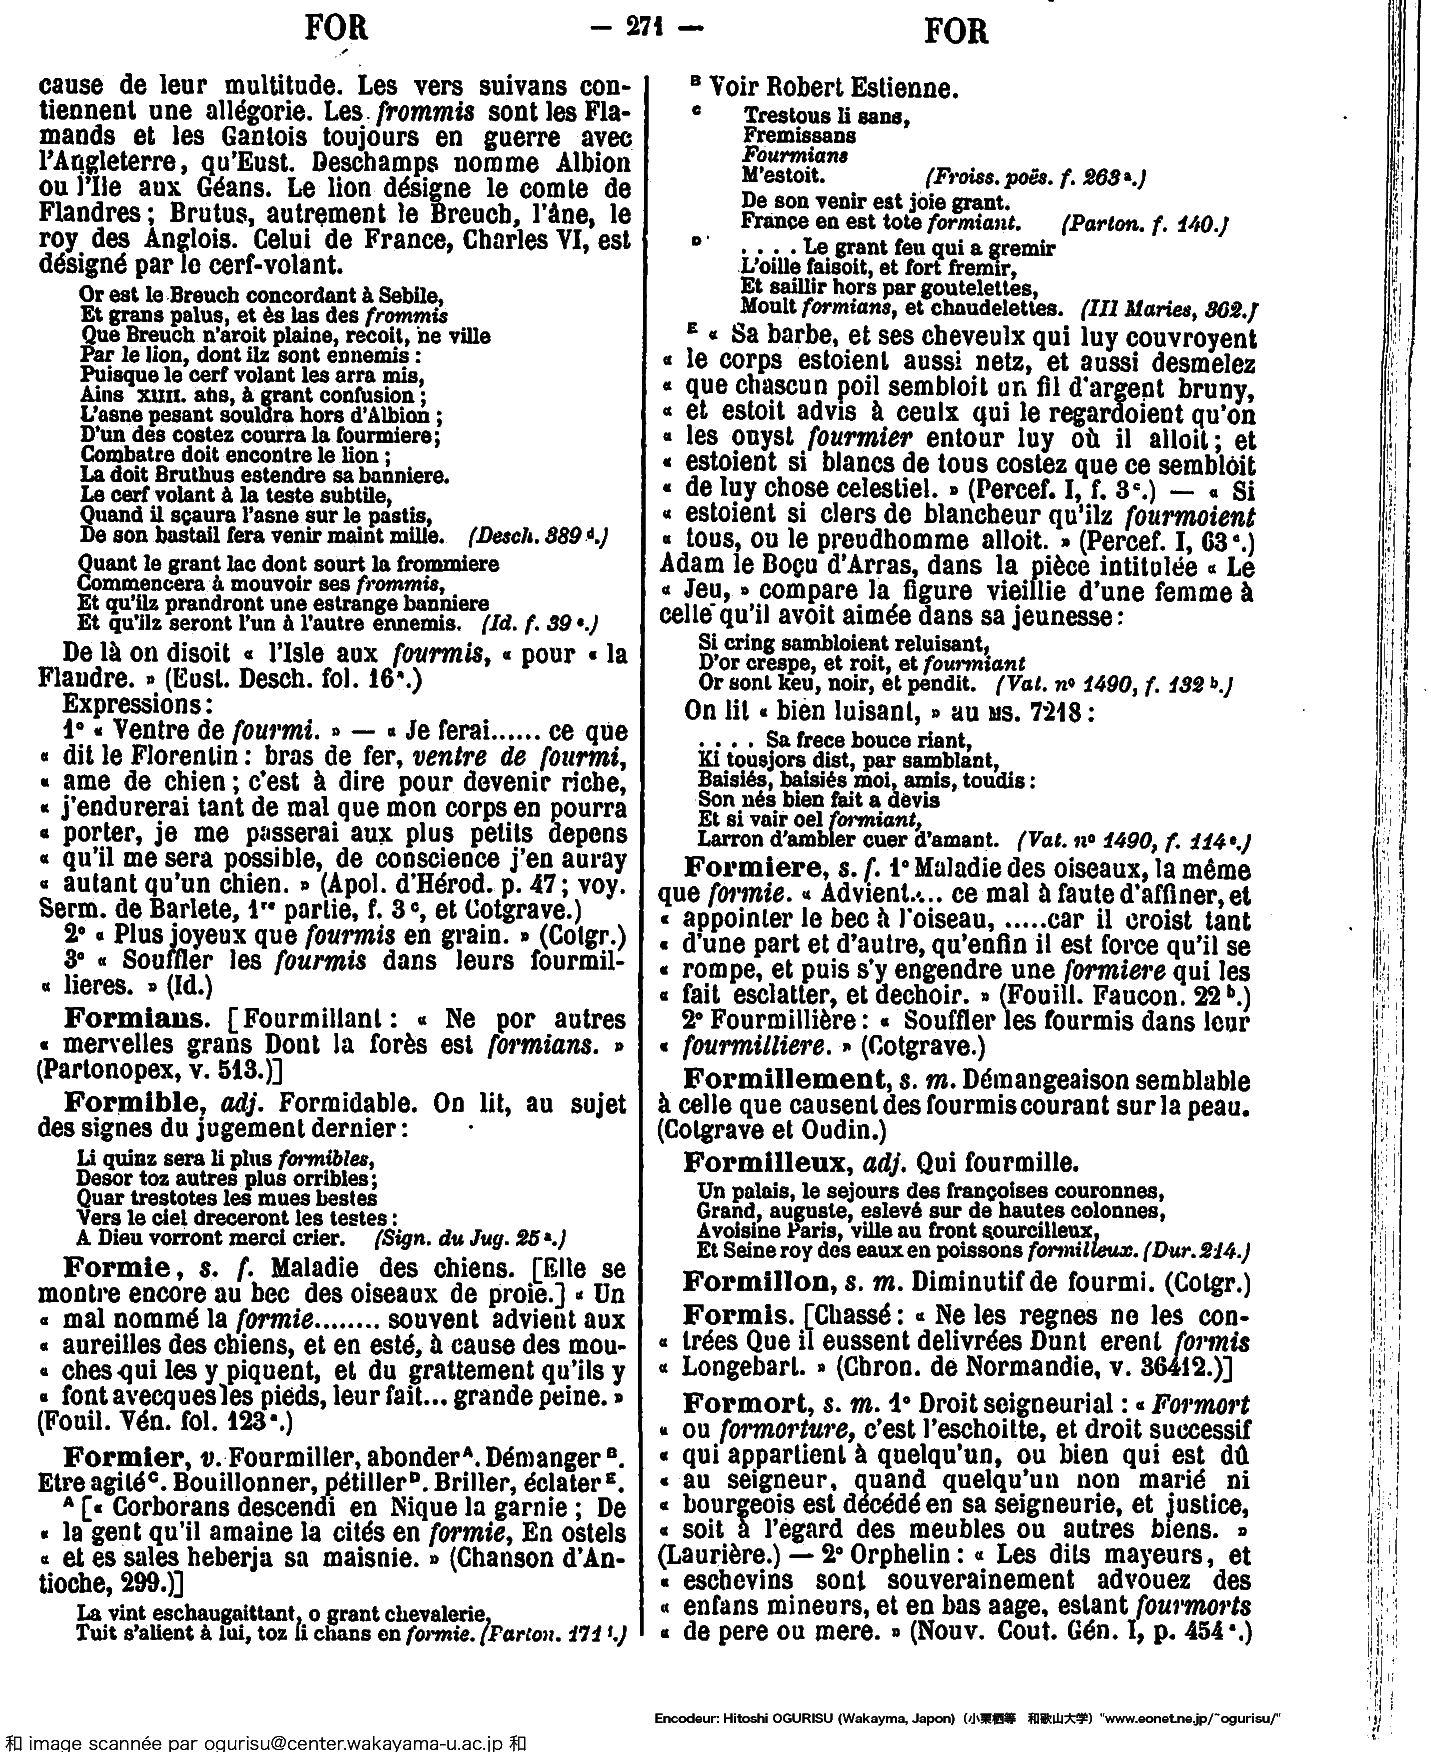 FOR — 271 — FOR
cause de leur multitude. Les vers suivans con-
tiennent une allégorie. Les frommis sont les Fla-
mands et les Gantois toujours en guerre avec
l'Angleterre, qu'Eust. Deschamps nomme Albion
ou l'Ile aux Géans. Le lion désigne le comte de
Flandres ; Brutus, autrement le Breuch, l'âne, le
roy des Anglois. Celui de France, Charles VI, est
désigné par le cerf-volant.
Or est le Breuch concordant à Sebile,
Et grans palus, et ès las des frommis
Que Breuch n'aroit plaine, recoit, ne ville
Par le lion, dont ilz sont ennemis :
Puisque le cerf volant les arra mis,
Ains XIIII. ans, à grant confusion ;
L'asne pesant souldra hors d'Albion ;
D'un des costez courra la fourmiere;
Combatre doit encontre le lion ;
La doit Bruthus estendre sa banniere.
Le cerf volant à la teste subtile,
Quand il sçaura l'asne sur le pastis,
De son bastail fera venir maint mille. (Desch. 389 d.)
Quant le grant lac dont sourt la frommiere
Commencera à mouvoir ses frommis,
Et qu'ilz prandront une estrange banniere
Et qu'ilz seront l'un à l'autre ennemis. (Id. f. 39 c.)
De là on disoit « l'Isle aux fourmis, « pour « la
Flandre. » (Eust. Desch. fol. 16 a.)
Expressions :
1° « Ventre de fourmi. » — « Je ferai...... ce que
« dit le Florentin : bras de fer, ventre de fourmi,
« ame de chien ; c'est à dire pour devenir riche,
« j'endurerai tant de mal que mon corps en pourra
« porter, je me passerai aux plus petits depens
« qu'il me sera possible, de conscience j'en auray
« autant qu'un chien. » (Apol. d'Hérod. p. 47 ; voy.
Serm. de Barlete, 1re partie, f. 3 c, et Cotgrave.)
2° « Plus joyeux que fourmis en grain. » (Cotgr.)
3° « Souffler les fourmis dans leurs fourmil-
« lieres. » (Id.)
Formians. [Fourmillant : « Ne por autres
« mervelles grans Dont la forès est formians. »
(Partonopex, v. 513.)]
Formible, adj. Formidable. On lit, au sujet
des signes du jugement dernier :
Li quinz sera li plus formibles,
Desor toz autres plus orribles;
Quar trestotes les mues bestes
Vers le ciel dreceront les testes :
A Dieu vorront merci crier. (Sign. du Jug. 25 a.)
Formie, s. f. Maladie des chiens. [Elle se
montre encore au bec des oiseaux de proie.] « Un
« mal nommé la formie........ souvent advient aux
« aureilles des chiens, et en esté, à cause des mou-
« ches qui les y piquent, et du grattement qu'ils y
« font avecques les pieds, leur fait... grande peine. »
(Fouil. Vén. fol. 123 a.)
Formier, v. Fourmiller, abonder A. Démanger B.
Etre agité C. Bouillonner, pétiller D. Briller, éclater E.
A [« Corborans descendi en Nique la garnie ; De
« la gent qu'il amaine la cités en formie, En ostels
« et es sales heberja sa maisnie. » (Chanson d'An-
tioche, 299.)]
La vint eschaugaittant, o grant chevalerie,
Tuit s'alient à lui, toz li chans en formie. (Parton. 171 f.)
B Voir Robert Estienne.
C Trestous li sans,
Fremissans
Fourmians
M'estoit. (Froiss. poës. f. 263 a.)
De son venir est joie grant.
France en est tote formiant. (Parton. f. 140.)
D . . . . Le grant feu qui a gremir
L'oille faisoit, et fort fremir,
Et saillir hors par goutelettes,
Moult formians, et chaudelettes. (III Maries, 362.)
E « Sa barbe, et ses cheveulx qui luy couvroyent
« le corps estoient aussi netz, et aussi desmelez
« que chascun poil sembloit un fil d'argent bruny,
« et estoit advis à ceulx qui le regardoient qu'on
« les onyst fourmier entour luy où il alloit ; et
« estoient si blancs de tous costez que ce sembloit
« de luy chose celestiel. » (Percef. I, f. 3 c.) — « Si
« estoient si clers de blancheur qu'ilz fourmoient
« tous, ou le preudhomme alloit. » (Percef. I, 63 c.)
Adam le Boçu d'Arras, dans la pièce intitulée « Le
« Jeu, » compare la figure vieillie d'une femme à
celle qu'il avoit aimée dans sa jeunesse :
Si cring sambloient reluisant,
D'or crespe, et roit, et fourmiant
Or sont keu, noir, et pendit. (Vat. n° 1490, f. 132 b.)
On lit « bien luisant, » au MS. 7218 :
. . . . Sa frece bouce riant,
Ki tousjors dist, par samblant,
Baisiés, baisiés moi, amis, toudis :
Son nés bien fait a devis
Et si vair oel formiant,
Larron d'ambler cuer d'amant. (Vat. n° 1490, f. 114 c.)
Formiere, s. f. 1° Maladie des oiseaux, la même
que formie. « Advient.... ce mal à faute d'affiner, et
« appointer le bec à l'oiseau, .....car il croist tant
« d'une part et d'autre, qu'enfin il est force qu'il se
« rompe, et puis s'y engendre une formiere qui les
« fait esclatter, et dechoir. » (Fouill. Faucon. 22 b.)
2° Fourmillière : « Souffler les fourmis dans leur
« fourmilliere. » (Cotgrave.)
Formillement, s. m. Démangeaison semblable
à celle que causent des fourmis courant sur la peau.
(Cotgrave et Oudin.)
Formilleux, adj. Qui fourmille.
Un palais, le sejours des françoises couronnes,
Grand, auguste, eslevé sur de hautes colonnes,
Avoisine Paris, ville au front sourcilleux,
Et Seine roy des eaux en poissons formilleux. (Dur. 214.)
Formillon, s. m. Diminutif de fourmi. (Cotgr.)
Formis. [Chassé : « Ne les regnes ne les con-
« trées Que il eussent delivrées Dunt erent formis
« Longebart. » (Chron. de Normandie, v. 36412.)]
Formort, s. m. 1° Droit seigneurial : « Formort
« ou formorture, c'est l'eschoitte, et droit successif
« qui appartient à quelqu'un, ou bien qui est dû
« au seigneur, quand quelqu'un non marié ni
« bourgeois est décédé en sa seigneurie, et justice,
« soit à l'égard des meubles ou autres biens. »
(Laurière.) — 2° Orphelin : « Les dits mayeurs, et
« eschevins sont souverainement advouez des
« enfans mineurs, et en bas aage, estant fourmorts
« de pere ou mere. » (Nouv. Cout. Gén. I, p. 454 a.)
Encodeur: Hitoshi OGURISU (Wakayma, Japon)（小栗栖等 和歌山大学）"www.eonet.ne.jp/~ogurisu/"
和 image scannée par ogurisu@center.wakayama-u.ac.jp 和